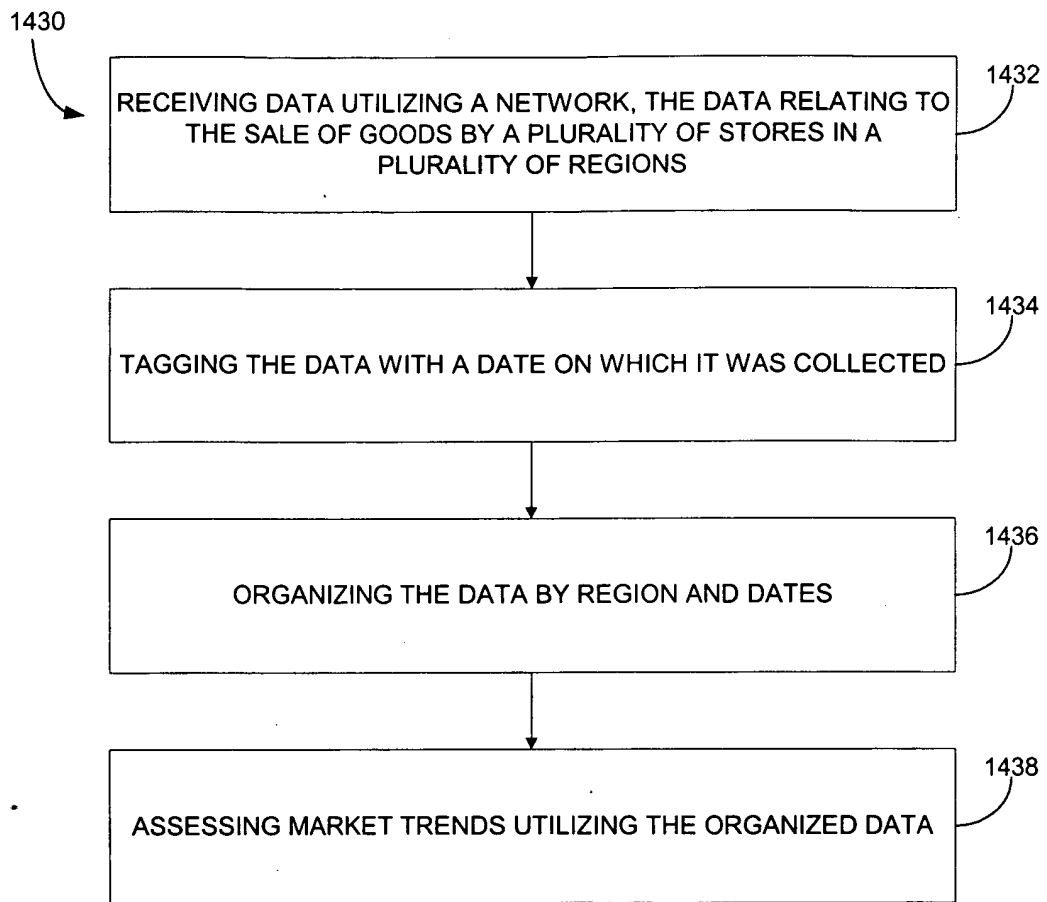 1430
1432
RECEIVING DATA UTILIZING A NETWORK, THE DATA RELATING TO
THE SALE OF GOODS BY A PLURALITY OF STORES IN A
PLURALITY OF REGIONS
1434
TAGGING THE DATA WITH A DATE ON WHICH IT WAS COLLECTED
1436
ORGANIZING THE DATA BY REGION AND DATES
1438
ASSESSING MARKET TRENDS UTILIZING THE ORGANIZED DATA